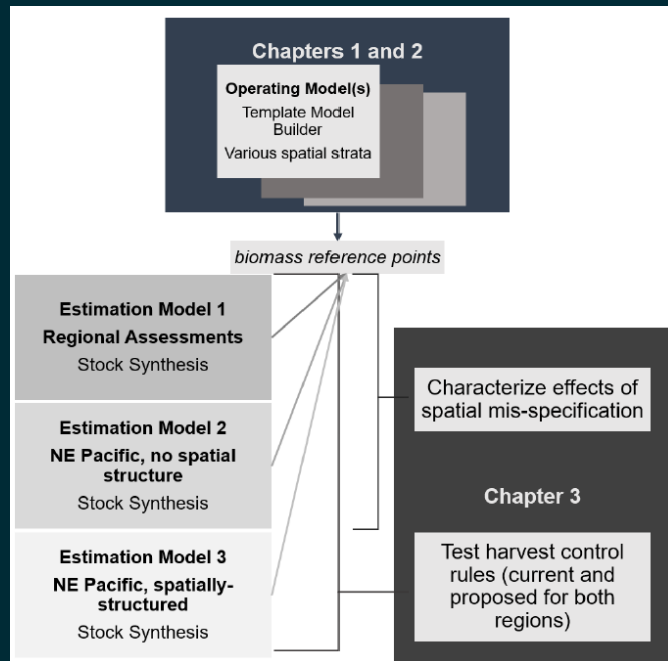 Chapters 1 and 2
Operating Model(s)
Template Model
Builder
Various spatial strata
biomass reference points
Estimation Model 1
Regional Assessments
Stock Synthesis
Estimation Model 2
NE Pacific, no spatial
structure
Stock Synthesis
Estimation Model 3
NE Pacific, spatially-
structured
Stock Synthesis
Characterize effects of
spatial mis-specification
Chapter 3
Test harvest control
rules (current and
proposed for both
regions)